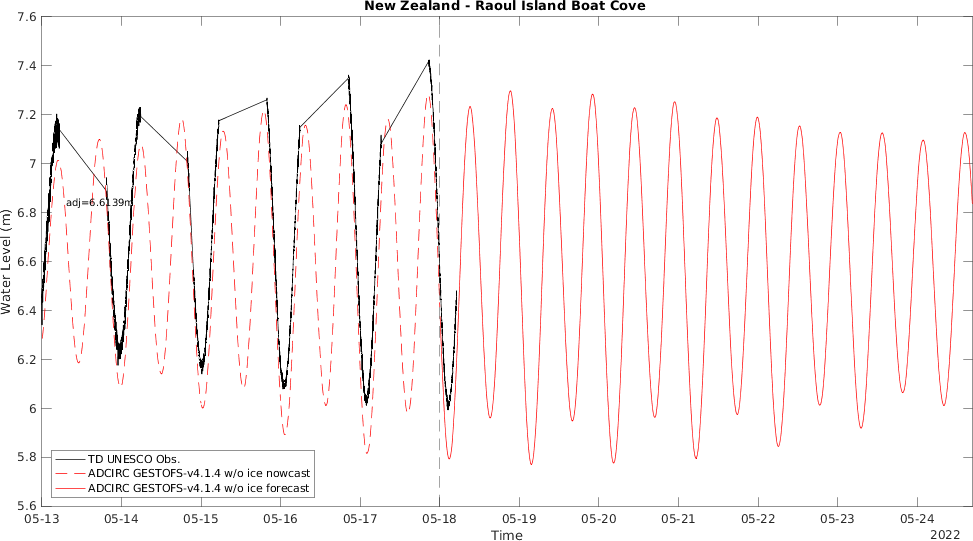 New Zealand - Raoul Island Boat Cove
7.6
7.4
7.2
7
6.8
6.6
6.4
6.2
6
5.8
5.6
Water Level (m)
adj=6.6139m
TD UNESCO Obs.
ADCIRC GESTOFS-v4.1.4 w/o ice nowcast
ADCIRC GESTOFS-v4.1.4 w/o ice forecast
05-13 05-14 05-15 05-16 05-17 05-18 05-19 05-20 05-21 05-22 05-23 05-24
Time
2022